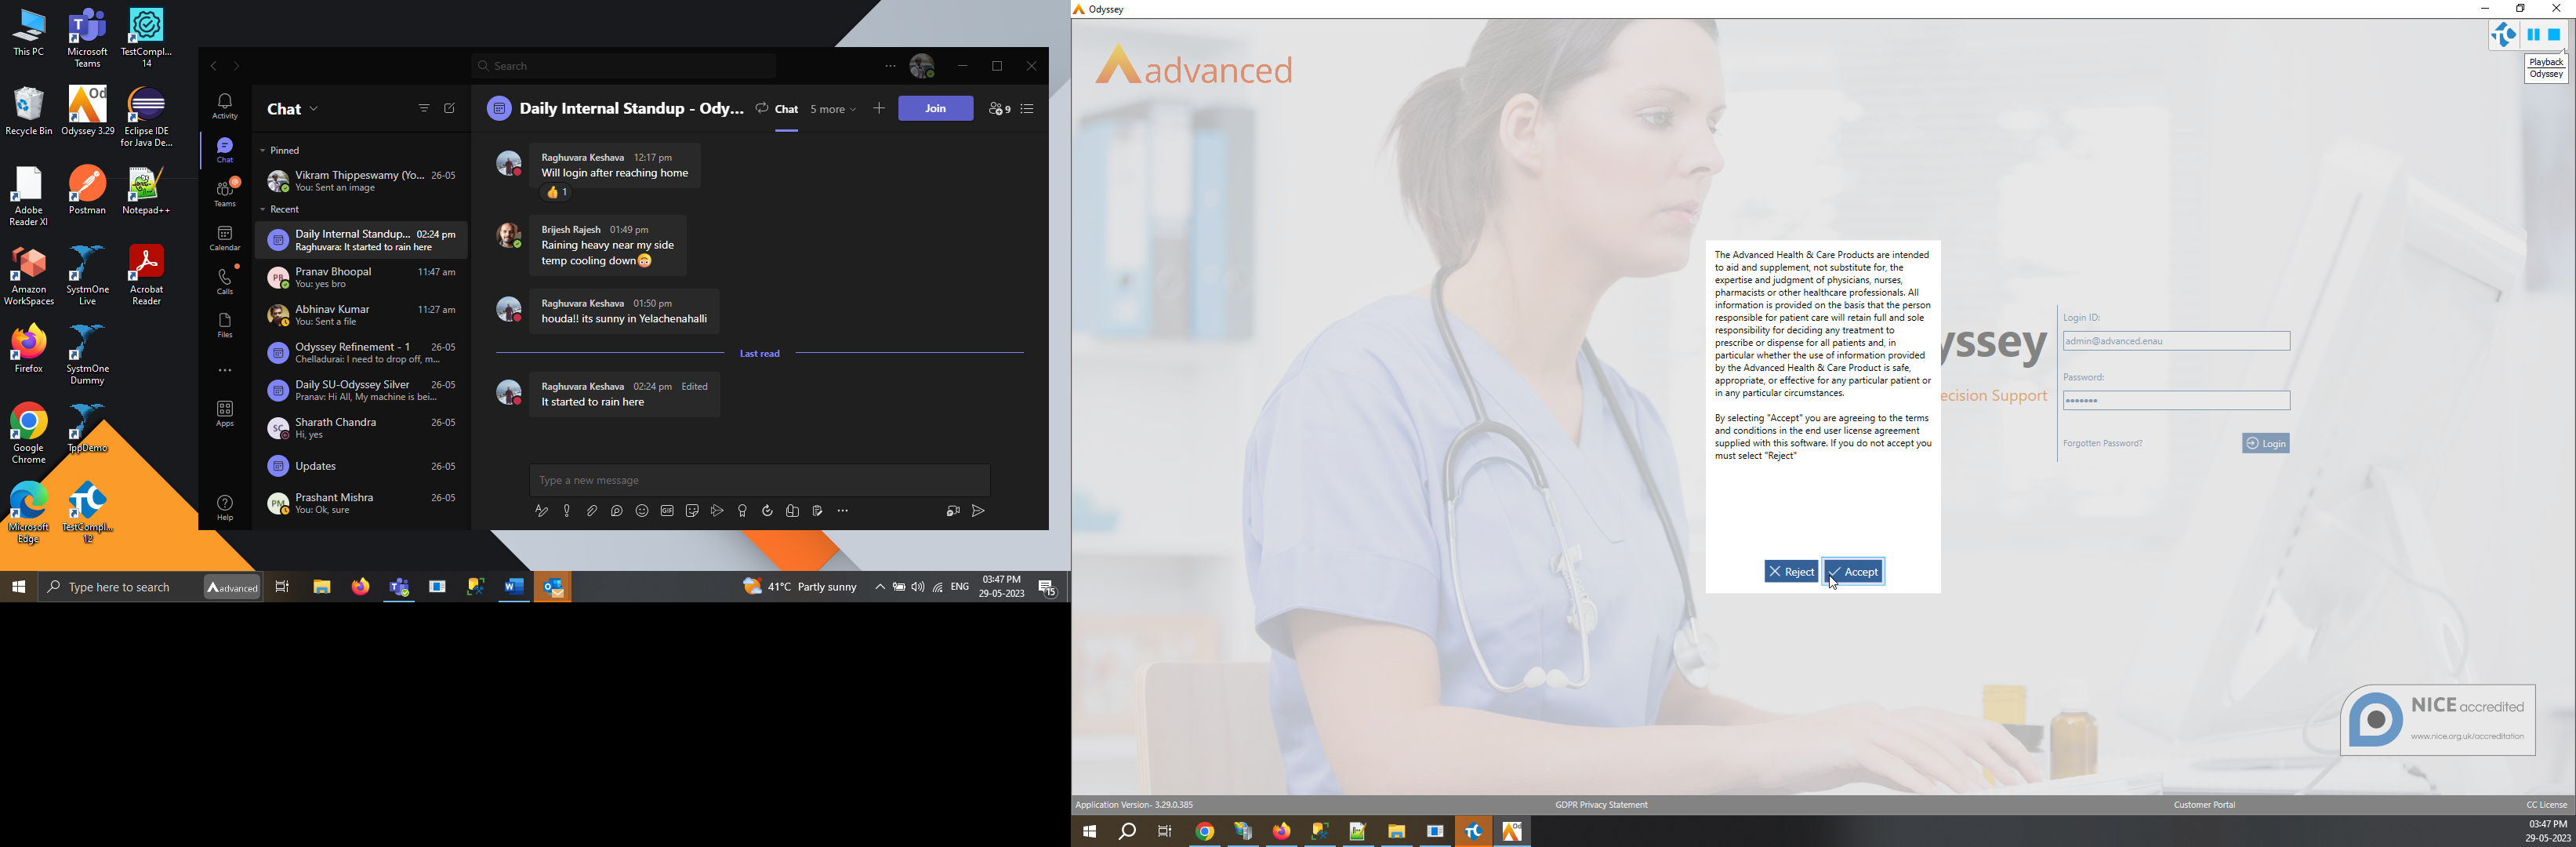 This PC
Microsoft
Teams
TestCompl...
14
Recycle Bin
Od
Odyssey 3.29
Eclipse IDE
for Java De...
Adobe
Reader XI
Postman
Notepad++
Amazon
WorkSpaces
SystmOne
Live
Acrobat
Reader
Firefox
SystmOne
Dummy
Google
Chrome
TppDemo
Microsoft
Edge
TestCompl...
12
Search
Activity
Chat
Teams
Calendar
Calls
Files
Apps
Help
Chat
Pinned
Vikram Thippeswamy (Yo... 26-05
You: Sent an image
Recent
Daily Internal Standup... 02:24 pm
Raghuvara: It started to rain here
PB
Pranav Bhoopal 11:47 am
You: yes bro
Abhinav Kumar 11:27 am
You: Sent a file
Odyssey Refinement - 1 26-05
Chelladurai: I need to drop off, m...
Daily SU-Odyssey Silver 26-05
Pranav: Hi All, My machine is bei...
SC
Sharath Chandra 26-05
Hi, yes
Updates 26-05
PM
Prashant Mishra 26-05
You: Ok, sure
Daily Internal Standup - Ody... Chat 5 more Join 9
Raghuvara Keshava 12:17 pm
Will login after reaching home
1
Brijesh Rajesh 01:49 pm
Raining heavy near my side
temp cooling down
Raghuvara Keshava 01:50 pm
houda!! its sunny in Yelachenahalli
Last read
Raghuvara Keshava 02:24 pm Edited
It started to rain here
Type a new message
GIF
Type here to search
advanced
41°C Partly sunny
ENG
03:47 PM
29-05-2023
15
Odyssey
advanced
Playback
Odyssey
The Advanced Health & Care Products are intended
to aid and supplement, not substitute for, the
expertise and judgment of physicians, nurses,
pharmacists or other healthcare professionals. All
information is provided on the basis that the person
responsible for patient care will retain full and sole
responsibility for deciding any treatment to
prescribe or dispense for all patients and, in
particular whether the use of information provided
by the Advanced Health & Care Product is safe,
appropriate, or effective for any particular patient or
in any particular circumstances.
By selecting "Accept" you are agreeing to the terms
and conditions in the end user license agreement
supplied with this software. If you do not accept you
must select "Reject"
Reject
Accept
yssey
ecision Support
Login ID:
admin@advanced.enau
Password:
Forgotten Password?
Login
NICE accredited
www.nice.org.uk/accreditation
Application Version- 3.29.0.385
GDPR Privacy Statement
Customer Portal
CC License
Od
03:47 PM
29-05-2023